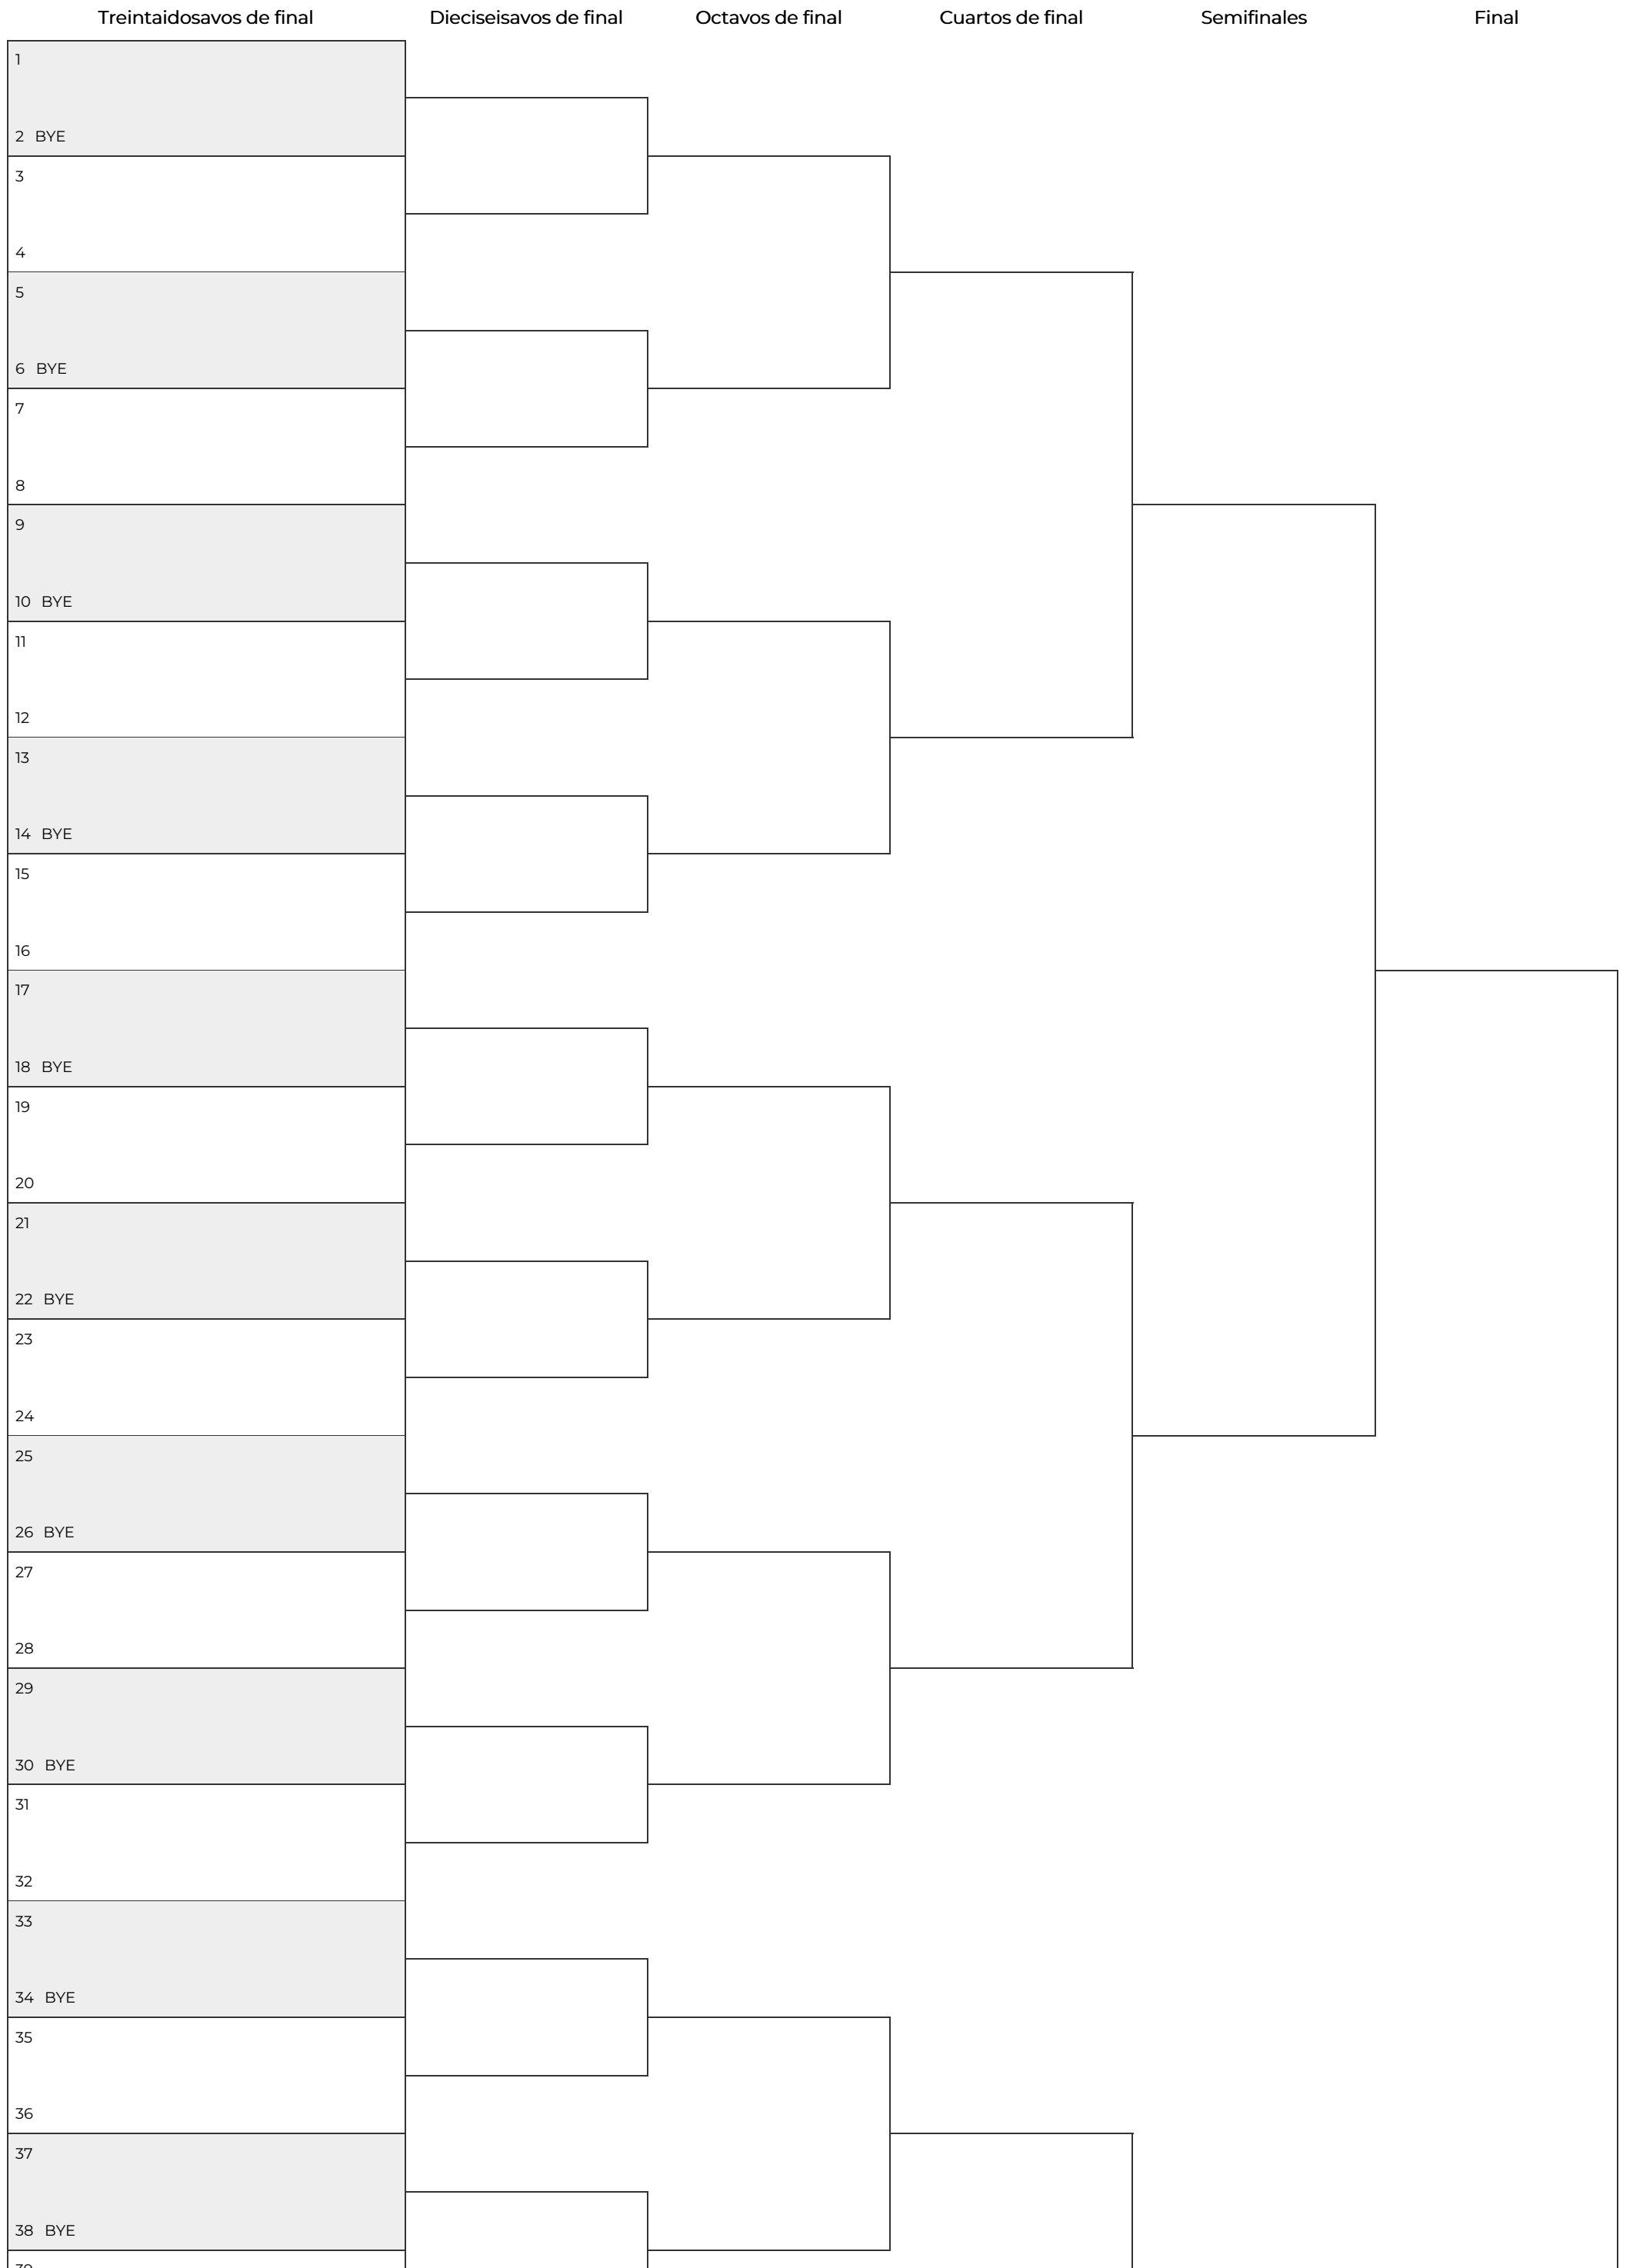 Treintaidosavos de final Dieciseisavos de final Octavos de final Cuartos de final Semifinales Final
1
2 BYE
3
4
5
6 BYE
7
8
9
10 BYE
11
12
13
14 BYE
15
16
17
18 BYE
19
20
21
22 BYE
23
24
25
26 BYE
27
28
29
30 BYE
31
32
33
34 BYE
35
36
37
38 BYE